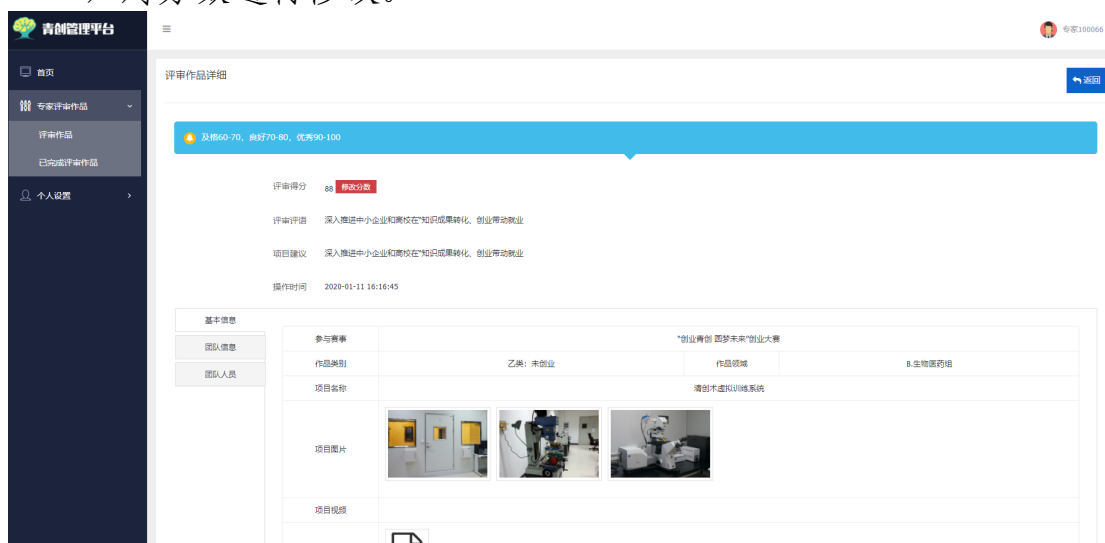 对分数进行修改。
青创管理平台
专家100066
首页
评审作品详细
返回
专家评审作品
评审作品
已完成评审作品
个人设置
及格60-70，良好70-80，优秀90-100
评审得分 88 修改分数
评审评语 深入推进中小企业和高校在"知识成果转化、创业带动就业
项目建议 深入推进中小企业和高校在"知识成果转化、创业带动就业
操作时间 2020-01-11 16:16:45
基本信息
团队信息
团队人员
参与赛事 "创业青创 圆梦未来"创业大赛
作品类别 乙类：未创业 作品领域 B.生物医药组
项目名称 清创术虚拟训练系统
项目图片
项目视频